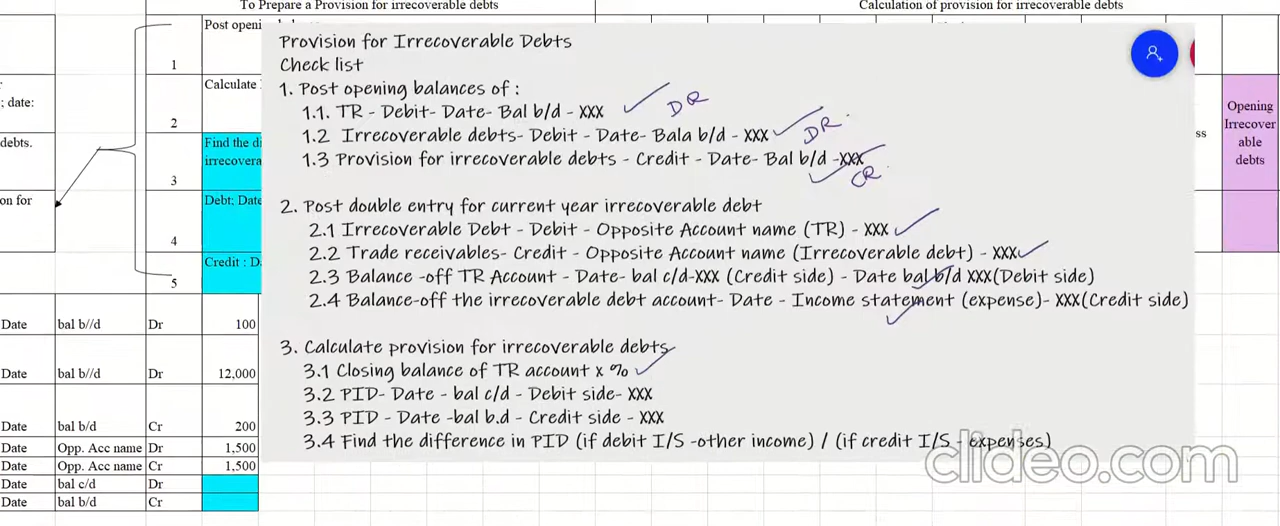 To Prepare a Provision for irrecoverable debts
Calculation of provision for irrecoverable debts
1
Post openi
Calculate
; date:
2
debts.
3
Find the di
irrecovera
on for
4
Debt; Date
5
Credit : D
Provision for Irrecoverable Debts
Check list
1. Post opening balances of :
1.1. TR - Debit- Date- Bal b/d - XXX DR
1.2 Irrecoverable debts- Debit - Date- Bala b/d - XXX DR
1.3 Provision for irrecoverable debts - Credit - Date- Bal b/d -XXX CR
2. Post double entry for current year irrecoverable debt
2.1 Irrecoverable Debt - Debit - Opposite Account name (TR) - XXX
2.2 Trade receivables- Credit - Opposite Account name (Irrecoverable debt) - XXX
2.3 Balance -off TR Account - Date- bal c/d-XXX (Credit side) - Date bal b/d XXX(Debit side)
2.4 Balance-off the irrecoverable debt account- Date - Income statement (expense)- XXX(Credit side)
3. Calculate provision for irrecoverable debts
3.1 Closing balance of TR account x %
3.2 PID- Date - bal c/d - Debit side- XXX
3.3 PID - Date -bal b.d - Credit side - XXX
3.4 Find the difference in PID (if debit I/S -other income) / (if credit I/S - expenses)
ss
Opening
Irrecover
able
debts
Date bal b//d Dr 100
Date bal b//d Dr 12,000
Date bal b/d Cr 200
Date Opp. Acc name Dr 1,500
Date Opp. Acc name Cr 1,500
Date bal c/d Dr
Date bal b/d Cr
clideo.com